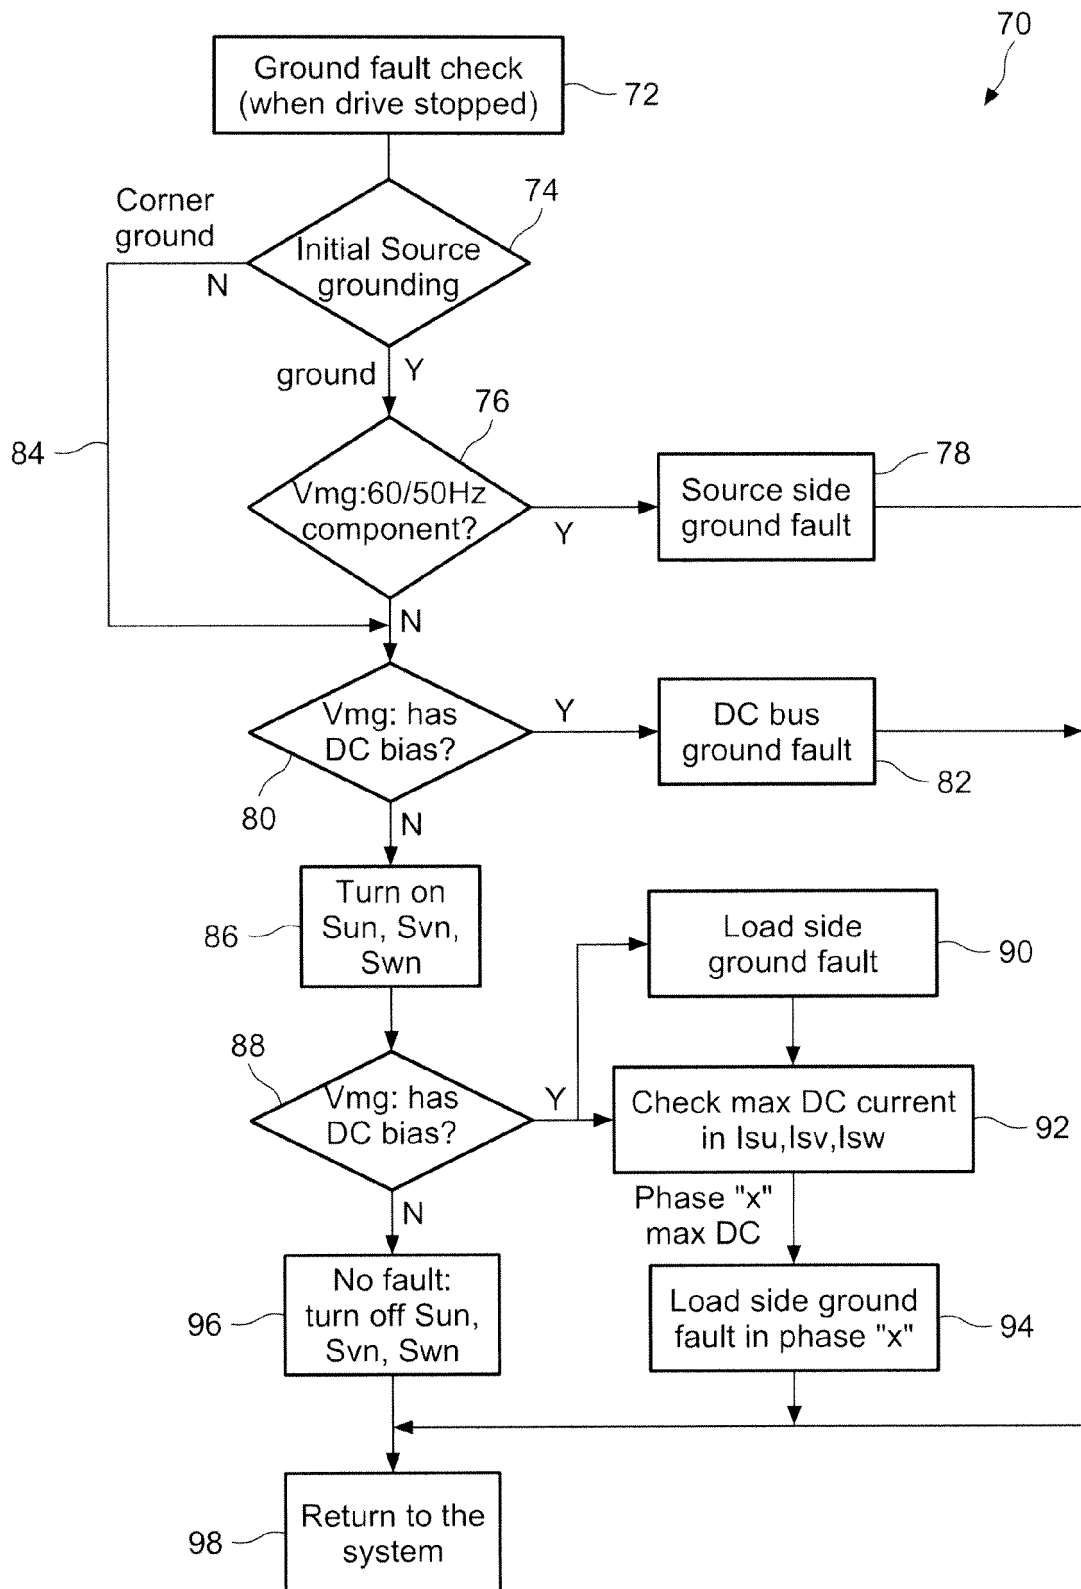 70
Ground fault check
(when drive stopped)
72
Corner
ground
74
Initial Source
grounding
N
ground
Y
76
84
78
Vmg:60/50Hz
component?
Y
Source side
ground fault
N
Vmg: has
DC bias?
Y
DC bus
ground fault
80
82
N
Turn on
Sun, Svn,
Swn
86
Load side
ground fault
90
88
Vmg: has
DC bias?
Y
Check max DC current
in Isu,Isv,Isw
92
N
Phase "x"
max DC
No fault:
turn off Sun,
Svn, Swn
96
Load side ground
fault in phase "x"
94
Return to the
system
98